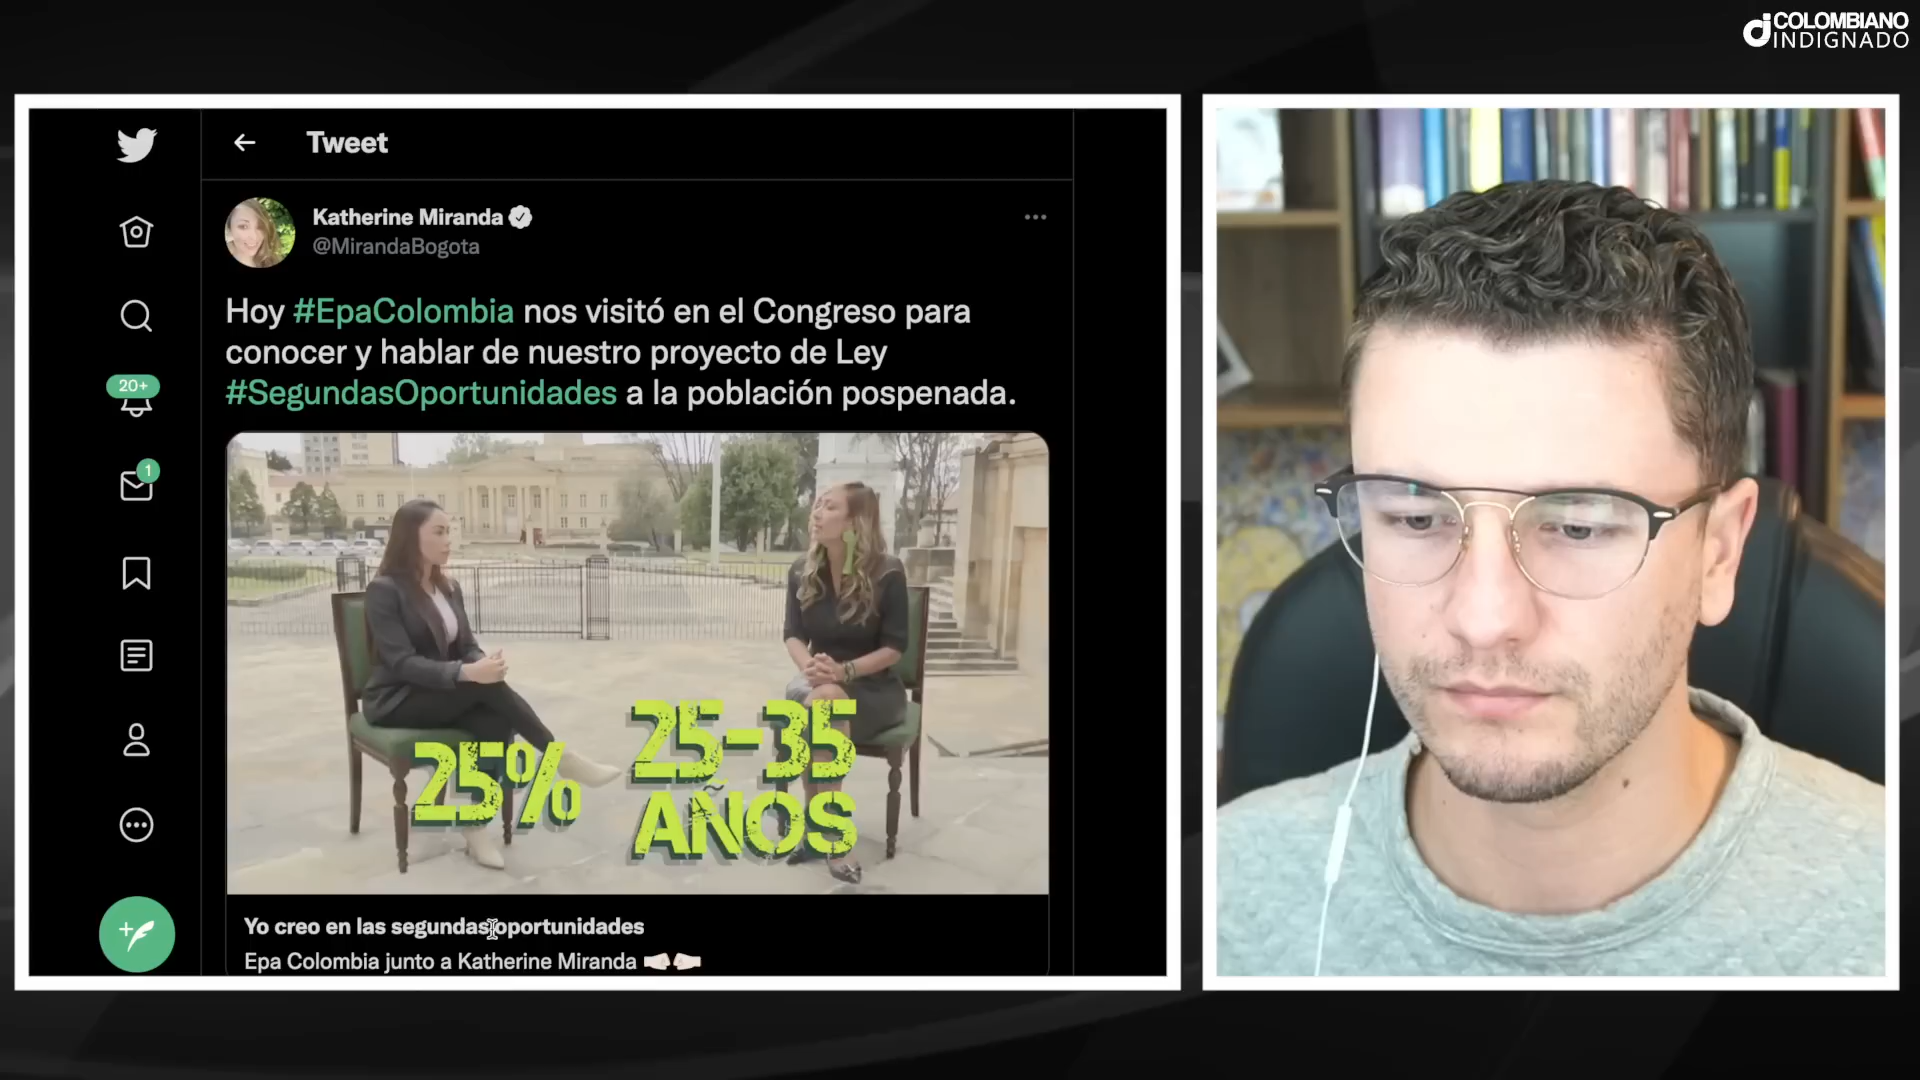 COLOMBIANO
INDIGNADO
Tweet
Katherine Miranda
@MirandaBogota
Hoy #EpaColombia nos visitó en el Congreso para
conocer y hablar de nuestro proyecto de Ley
#SegundasOportunidades a la población pospenada.
20+
1
25%
25-35
AÑOS
Yo creo en las segundas oportunidades
Epa Colombia junto a Katherine Miranda